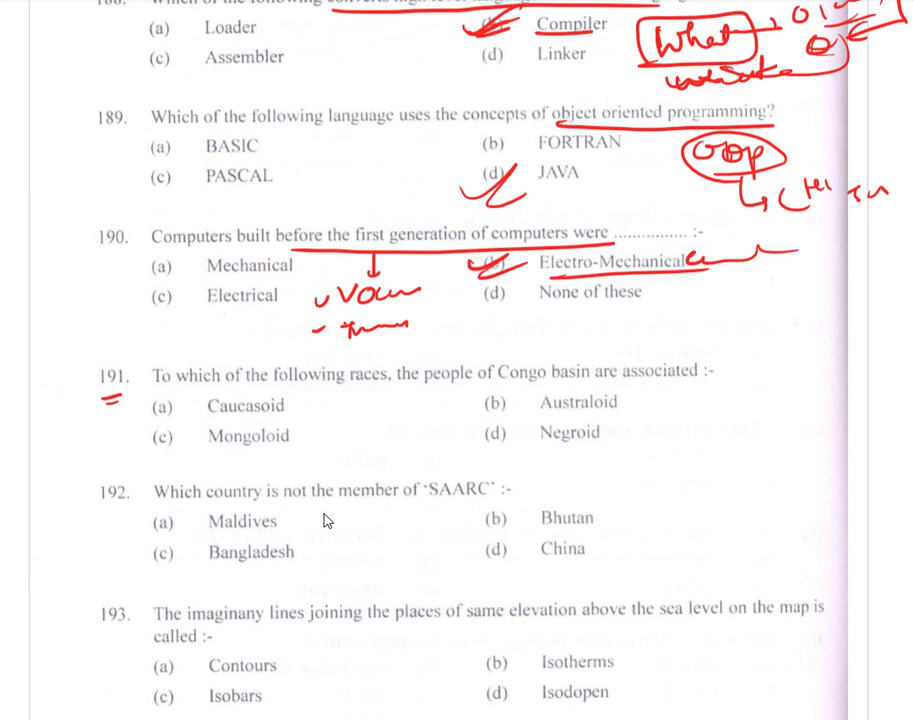 (a) Loader Compiler
(c) Assembler (d) Linker
What
189. Which of the following language uses the concepts of object oriented programming?
(a) BASIC (b) FORTRAN
(c) PASCAL (d) JAVA
OOP
190. Computers built before the first generation of computers were ................ :-
(a) Mechanical (b) Electro-Mechanical
(c) Electrical (d) None of these
191. To which of the following races, the people of Congo basin are associated :-
(a) Caucasoid (b) Australoid
(c) Mongoloid (d) Negroid
192. Which country is not the member of 'SAARC' :-
(a) Maldives (b) Bhutan
(c) Bangladesh (d) China
193. The imaginany lines joining the places of same elevation above the sea level on the map is
called :-
(a) Contours (b) Isotherms
(c) Isobars (d) Isodopen